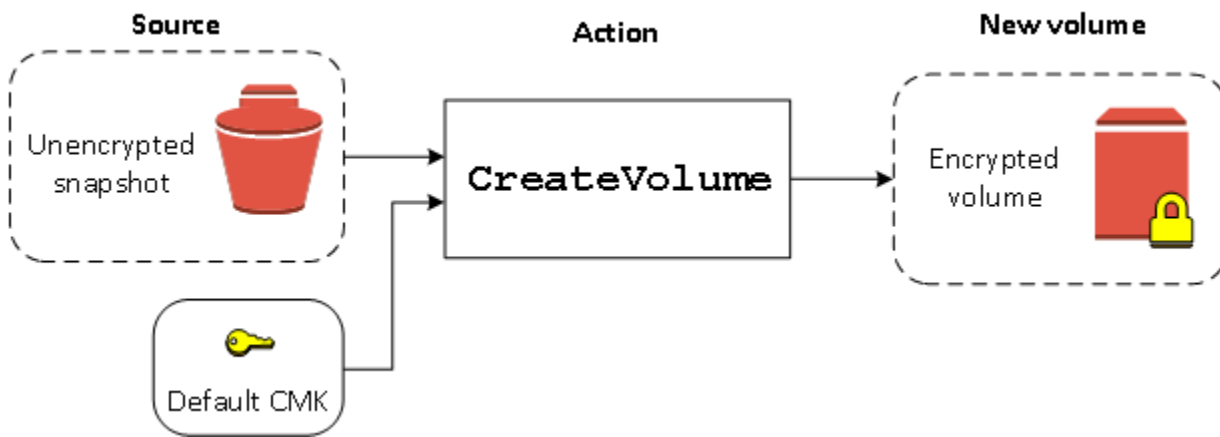 Source
Action
New volume
Unencrypted
snapshot
CreateVolume
Encrypted
volume
Default CMK